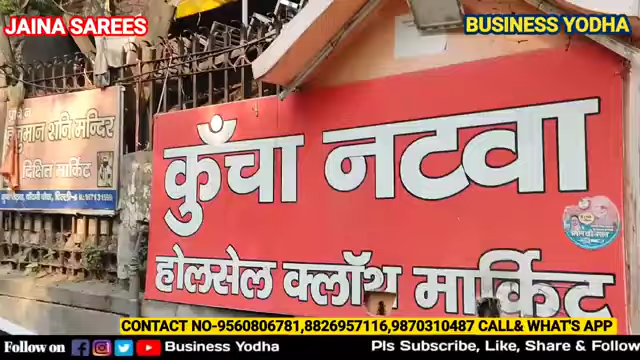 JAINA SAREES
BUSINESS YODHA
प्राचीन
हनुमान शनि मन्दिर
दिक्षित मार्किट
कुँचा नटवा
होलसेल क्लॉथ मार्किट
CONTACT NO-9560806781,8826957116,9870310487 CALL& WHAT'S APP
Follow on
Business Yodha
Pls Subscribe, Like, Share & Follow